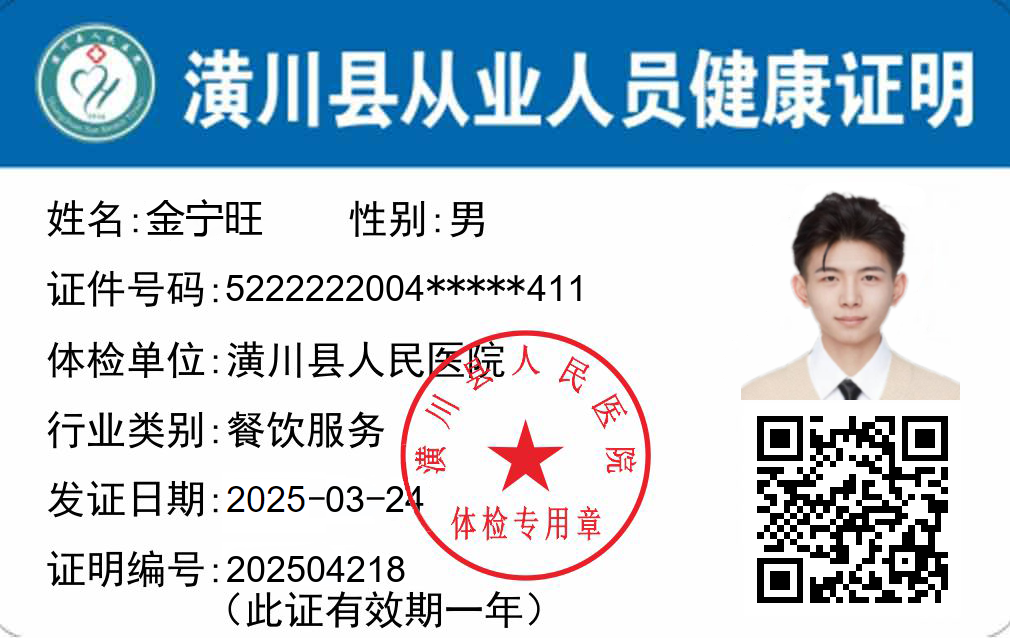 潢川县从业人员健康证明
姓名:金宁旺 性别:男
证件号码:5222222004*****411
体检单位:潢川县人民医院
行业类别:餐饮服务
发证日期:2025-03-24
证明编号:202504218
(此证有效期一年)
潢川县人民医院
体检专用章